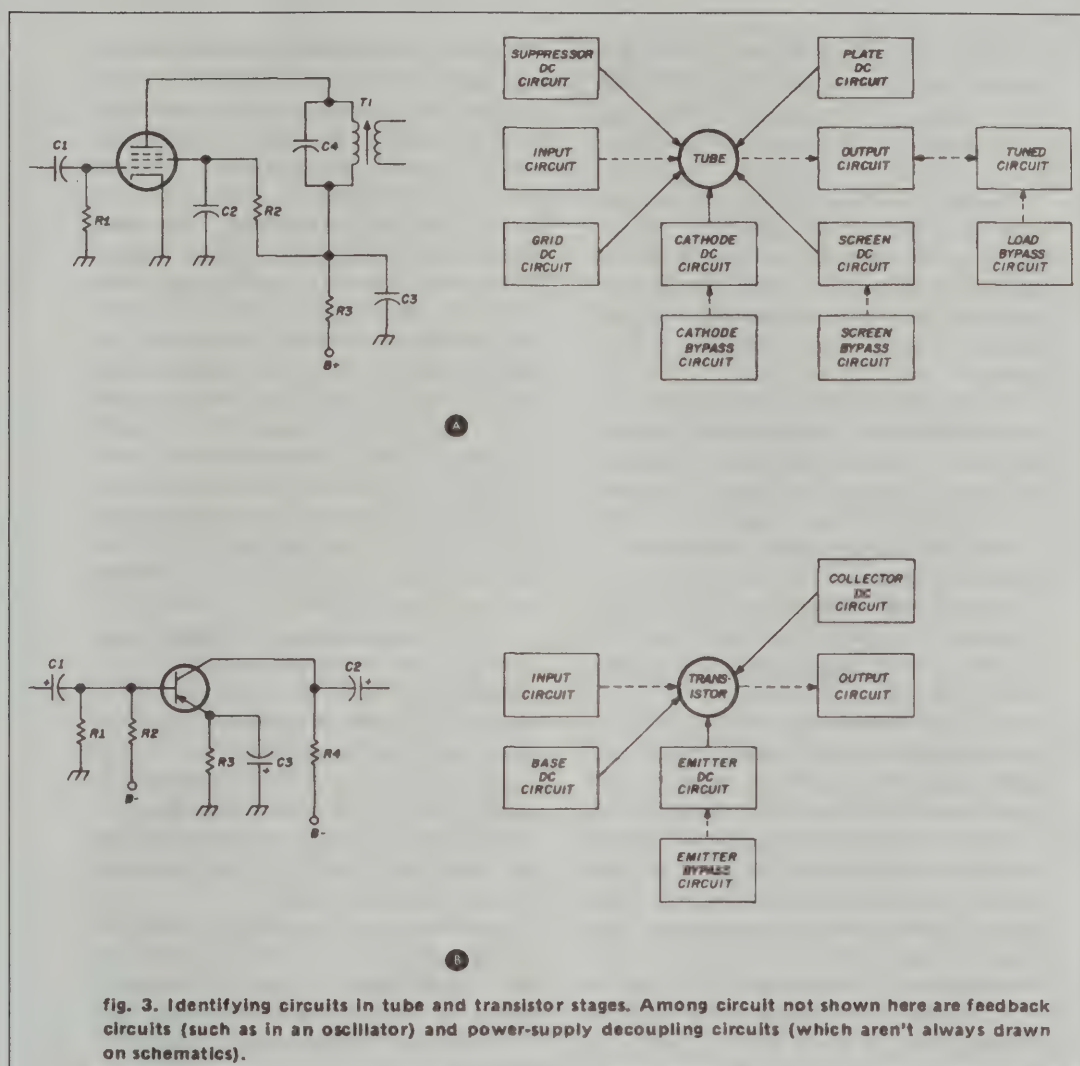 C1
R1
C2
R2
C4
T1
R3
C3
B+
SUPPRESSOR
DC
CIRCUIT
PLATE
DC
CIRCUIT
INPUT
CIRCUIT
TUBE
OUTPUT
CIRCUIT
TUNED
CIRCUIT
GRID
DC
CIRCUIT
CATHODE
DC
CIRCUIT
SCREEN
DC
CIRCUIT
LOAD
BYPASS
CIRCUIT
CATHODE
BYPASS
CIRCUIT
SCREEN
BYPASS
CIRCUIT
A
C1
R1
R2
B-
R3
C3
R4
B-
C2
COLLECTOR
DC
CIRCUIT
INPUT
CIRCUIT
TRAN-
SISTOR
OUTPUT
CIRCUIT
BASE
DC
CIRCUIT
EMITTER
DC
CIRCUIT
EMITTER
BYPASS
CIRCUIT
B
fig. 3. Identifying circuits in tube and transistor stages. Among circuit not shown here are feedback
circuits (such as in an oscillator) and power-supply decoupling circuits (which aren't always drawn
on schematics).